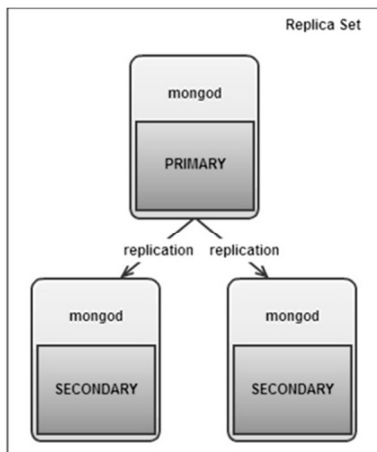 Replica Set
mongod
PRIMARY
replication replication
mongod mongod
SECONDARY SECONDARY